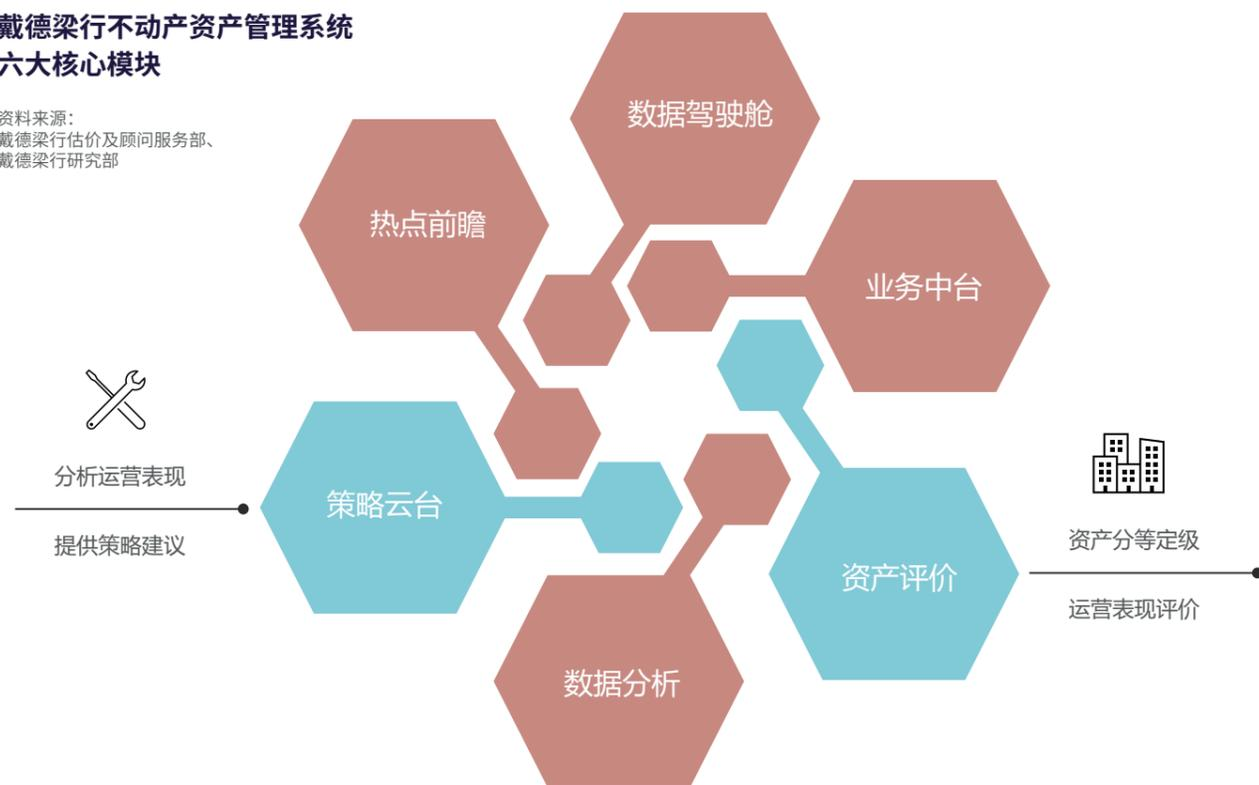 戴德梁行不动产资产管理系统
六大核心模块
资料来源：
戴德梁行估价及顾问服务部、
戴德梁行研究部
数据驾驶舱
热点前瞻
业务中台
分析运营表现
提供策略建议
策略云台
资产评价
资产分等定级
运营表现评价
数据分析